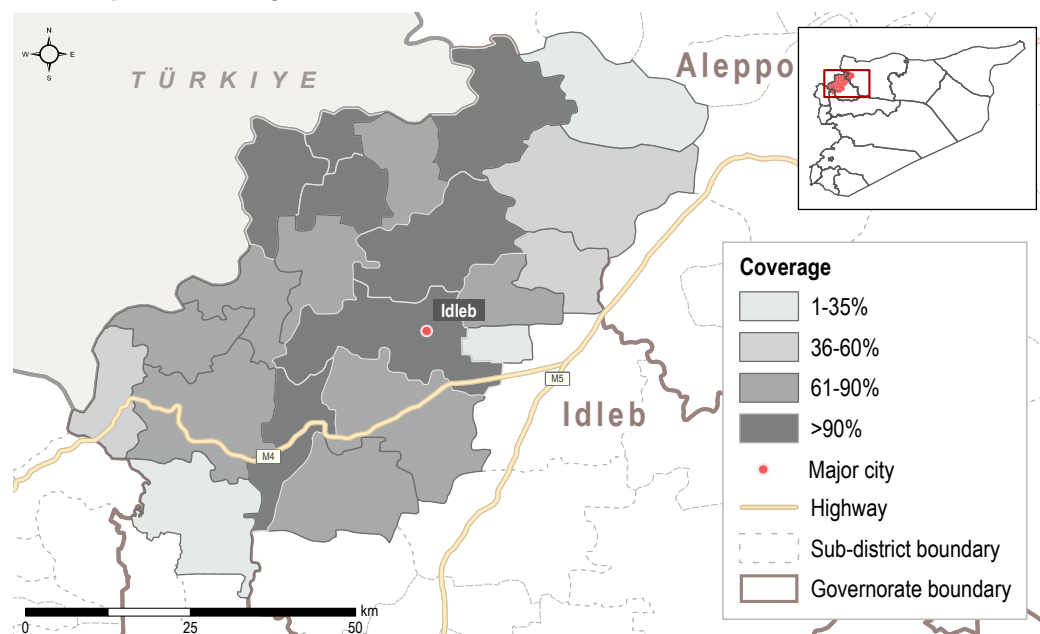 N
W E
S
TÜRKIYE
Aleppo
Idleb
M5
Idleb
M4
Coverage
1-35%
36-60%
61-90%
>90%
Major city
Highway
Sub-district boundary
Governorate boundary
km
0 25 50